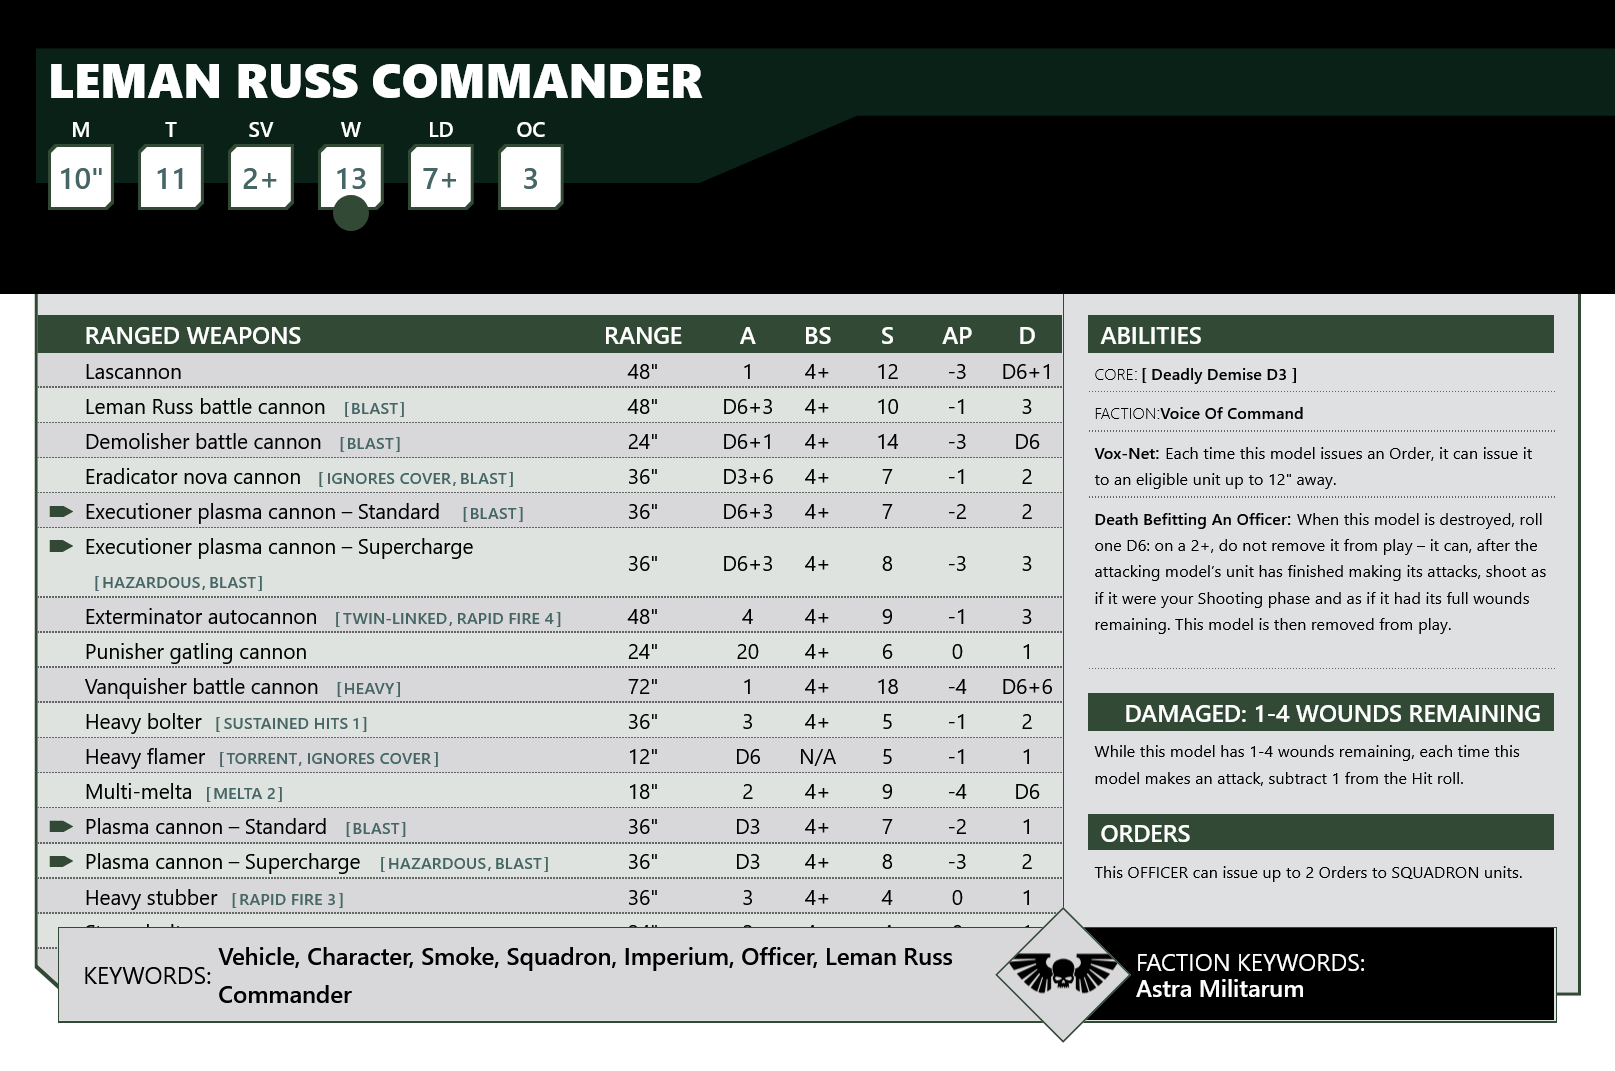 LEMAN RUSS COMMANDER
M T SV W LD OC
10" 11 2+ 13 7+ 3
RANGED WEAPONS RANGE A BS S AP D
Lascannon 48" 1 4+ 12 -3 D6+1
Leman Russ battle cannon [BLAST] 48" D6+3 4+ 10 -1 3
Demolisher battle cannon [BLAST] 24" D6+1 4+ 14 -3 D6
Eradicator nova cannon [IGNORES COVER, BLAST] 36" D3+6 4+ 7 -1 2
Executioner plasma cannon – Standard [BLAST] 36" D6+3 4+ 7 -2 2
Executioner plasma cannon – Supercharge
[HAZARDOUS, BLAST] 36" D6+3 4+ 8 -3 3
Exterminator autocannon [TWIN-LINKED, RAPID FIRE 4] 48" 4 4+ 9 -1 3
Punisher gatling cannon 24" 20 4+ 6 0 1
Vanquisher battle cannon [HEAVY] 72" 1 4+ 18 -4 D6+6
Heavy bolter [SUSTAINED HITS 1] 36" 3 4+ 5 -1 2
Heavy flamer [TORRENT, IGNORES COVER] 12" D6 N/A 5 -1 1
Multi-melta [MELTA 2] 18" 2 4+ 9 -4 D6
Plasma cannon – Standard [BLAST] 36" D3 4+ 7 -2 1
Plasma cannon – Supercharge [HAZARDOUS, BLAST] 36" D3 4+ 8 -3 2
Heavy stubber [RAPID FIRE 3] 36" 3 4+ 4 0 1
ABILITIES
CORE: [ Deadly Demise D3 ]
FACTION:Voice Of Command
Vox-Net: Each time this model issues an Order, it can issue it
to an eligible unit up to 12" away.
Death Befitting An Officer: When this model is destroyed, roll
one D6: on a 2+, do not remove it from play – it can, after the
attacking model's unit has finished making its attacks, shoot as
if it were your Shooting phase and as if it had its full wounds
remaining. This model is then removed from play.
DAMAGED: 1-4 WOUNDS REMAINING
While this model has 1-4 wounds remaining, each time this
model makes an attack, subtract 1 from the Hit roll.
ORDERS
This OFFICER can issue up to 2 Orders to SQUADRON units.
KEYWORDS: Vehicle, Character, Smoke, Squadron, Imperium, Officer, Leman Russ
Commander
FACTION KEYWORDS:
Astra Militarum